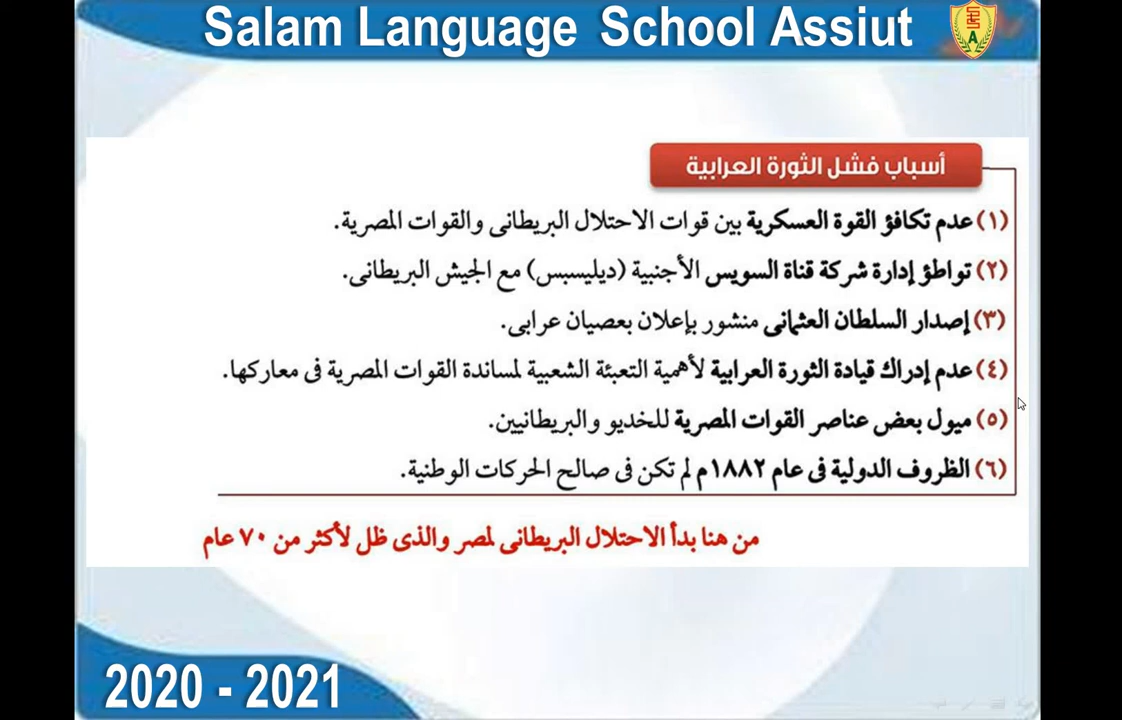 Salam Language School Assiut
أسباب فشل الثورة العرابية
(١) عدم تكافؤ القوة العسكرية بين قوات الاحتلال البريطانى والقوات المصرية.
(٢) تواطؤ إدارة شركة قناة السويس الأجنبية (ديليسبس) مع الجيش البريطانى.
(٣) إصدار السلطان العثمانى منشور بإعلان بعصيان عرابى.
(٤) عدم إدراك قيادة الثورة العرابية لأهمية التعبئة الشعبية لمساندة القوات المصرية فى معاركها.
(٥) ميول بعض عناصر القوات المصرية للخديو والبريطانيين.
(٦) الظروف الدولية فى عام ١٨٨٢م لم تكن فى صالح الحركات الوطنية.
من هنا بدأ الاحتلال البريطانى لمصر والذى ظل لأكثر من ٧٠ عام
2020 - 2021